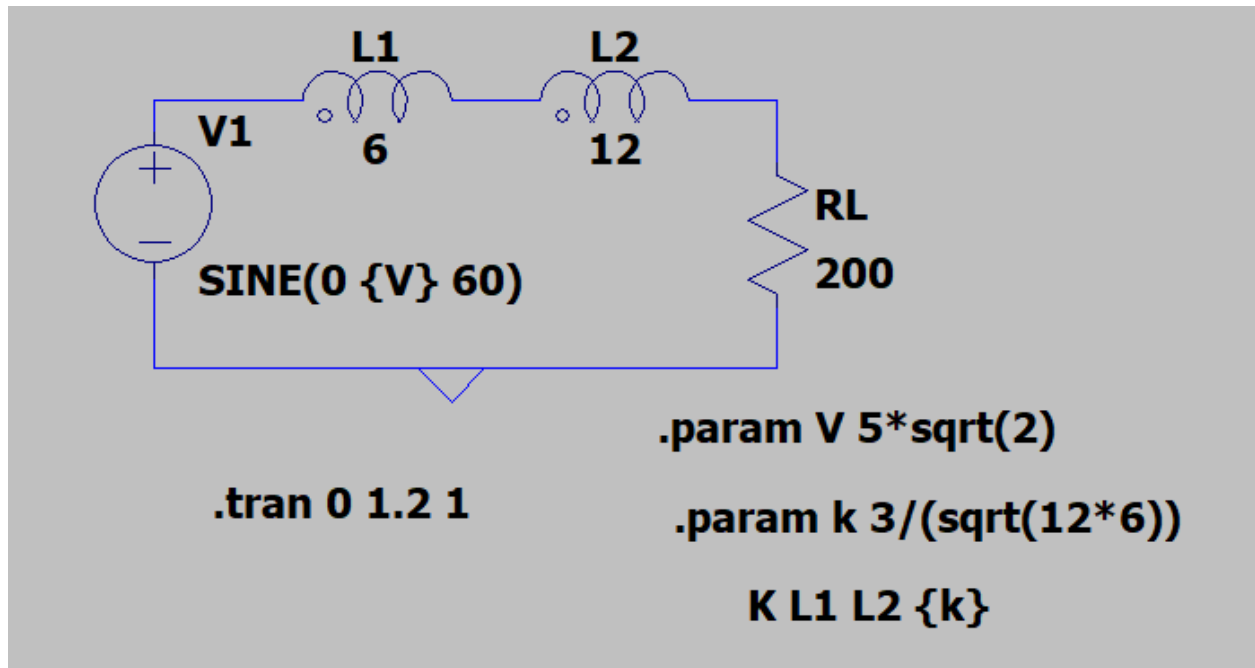 L1 L2
V1
6 12
RL
SINE(0 {V} 60)
200
.param V 5*sqrt(2)
.tran 0 1.2 1
.param k 3/(sqrt(12*6))
K L1 L2 {k}